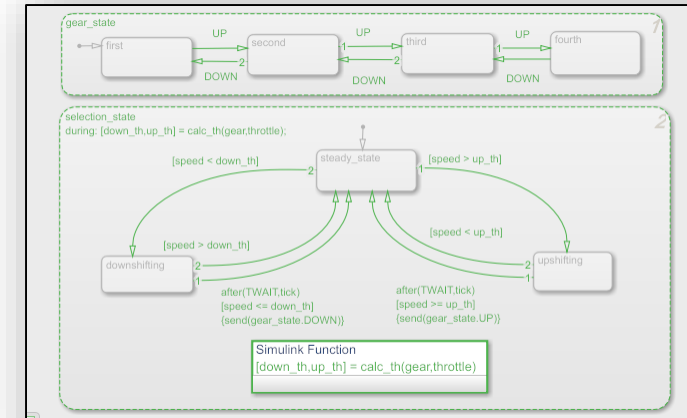 gear_state
1
first
UP
DOWN
2
second
UP
1
2
DOWN
third
UP
1
DOWN
fourth
selection_state
2
during: [down_th,up_th] = calc_th(gear,throttle);
steady_state
[speed < down_th]
2
1
[speed > up_th]
[speed > down_th]
[speed < up_th]
downshifting
2
1
upshifting
2
1
after(TWAIT,tick)
[speed <= down_th]
{send(gear_state.DOWN)}
after(TWAIT,tick)
[speed >= up_th]
{send(gear_state.UP)}
Simulink Function
[down_th,up_th] = calc_th(gear,throttle)